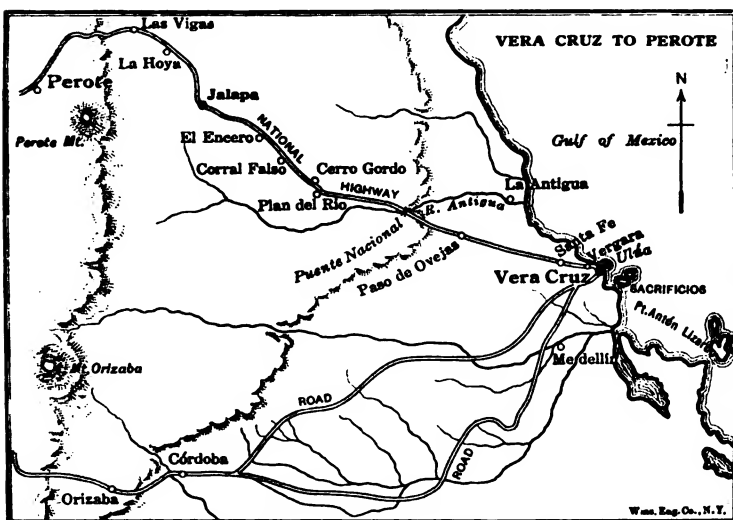 VERA CRUZ TO PEROTE
Las Vigas
La Hoya
Perote
Perote Mt.
Jalapa
N
Gulf of Mexico
El Encero
NATIONAL
HIGHWAY
Corral Falso
Cerro Gordo
Plan del Rio
La Antigua
R. Antigua
Puente Nacional
Paso de Ovejas
Santa Fe
Vergara
Ulúa
Vera Cruz
SACRIFICIOS
Pt. Antón Lizardo
Medellín
Mt. Orizaba
ROAD
ROAD
Córdoba
Orizaba
Wms. Eng. Co., N.Y.